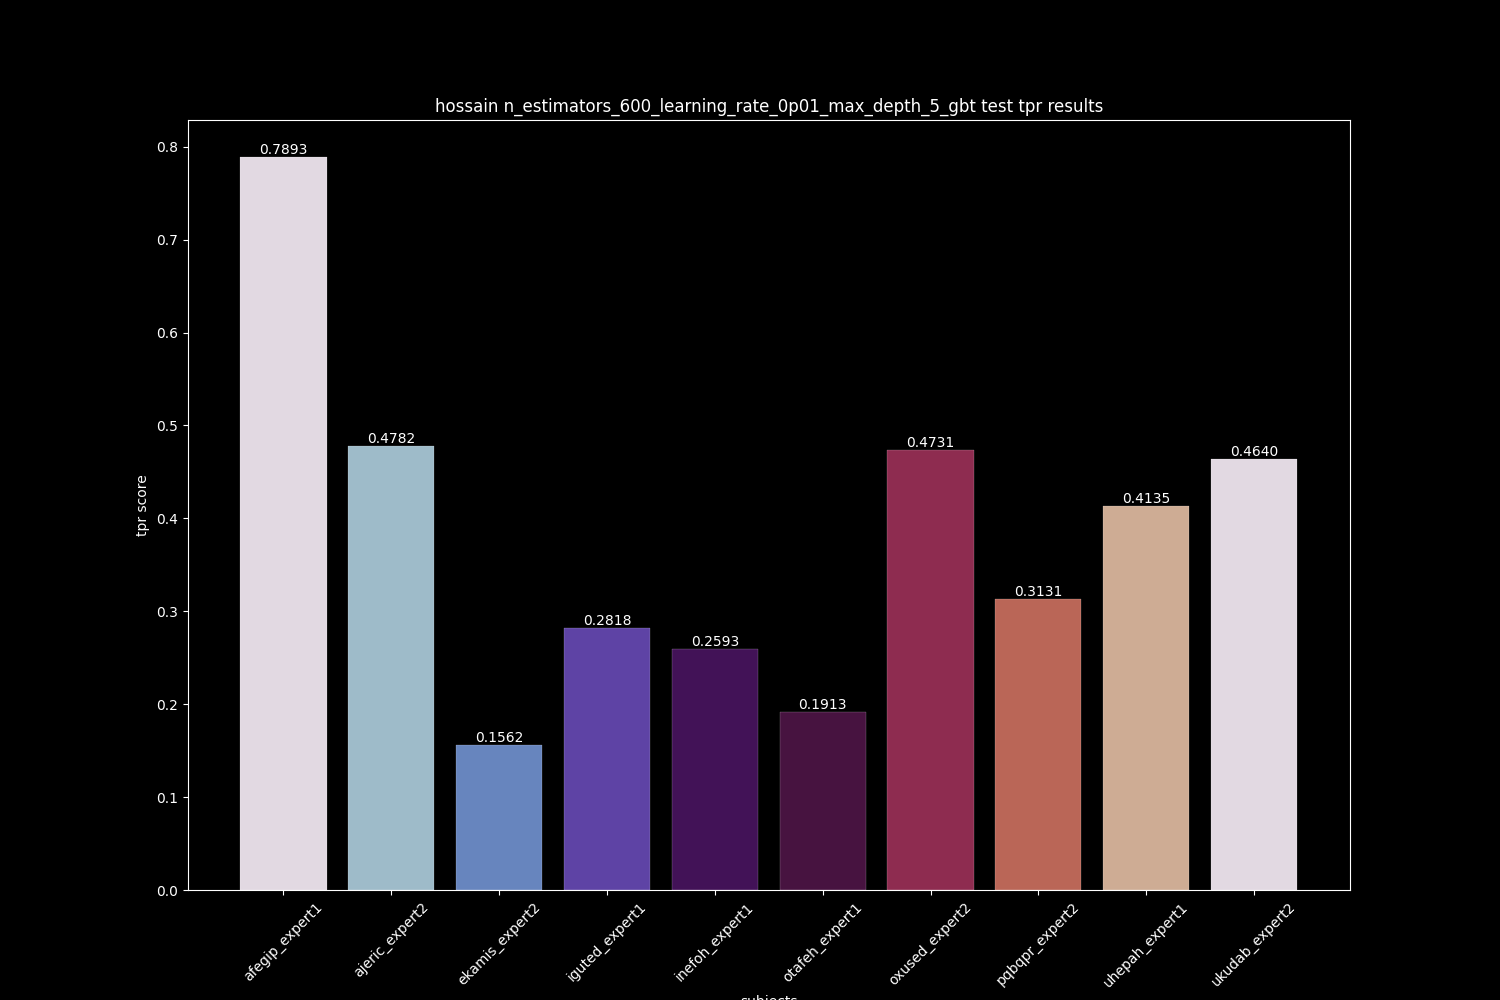 hossain n_estimators_600_learning_rate_0p01_max_depth_5_gbt test tpr results
0.8
0.7
0.6
0.5
0.4
0.3
0.2
0.1
0.0
tpr score
0.7893
0.4782
0.1562
0.2818
0.2593
0.1913
0.4731
0.3131
0.4135
0.4640
afegip_expert1
ajeric_expert2
ekamis_expert2
iguted_expert1
inefoh_expert1
otafeh_expert1
oxused_expert2
pqbqpr_expert2
uhepah_expert1
ukudab_expert2
subjects